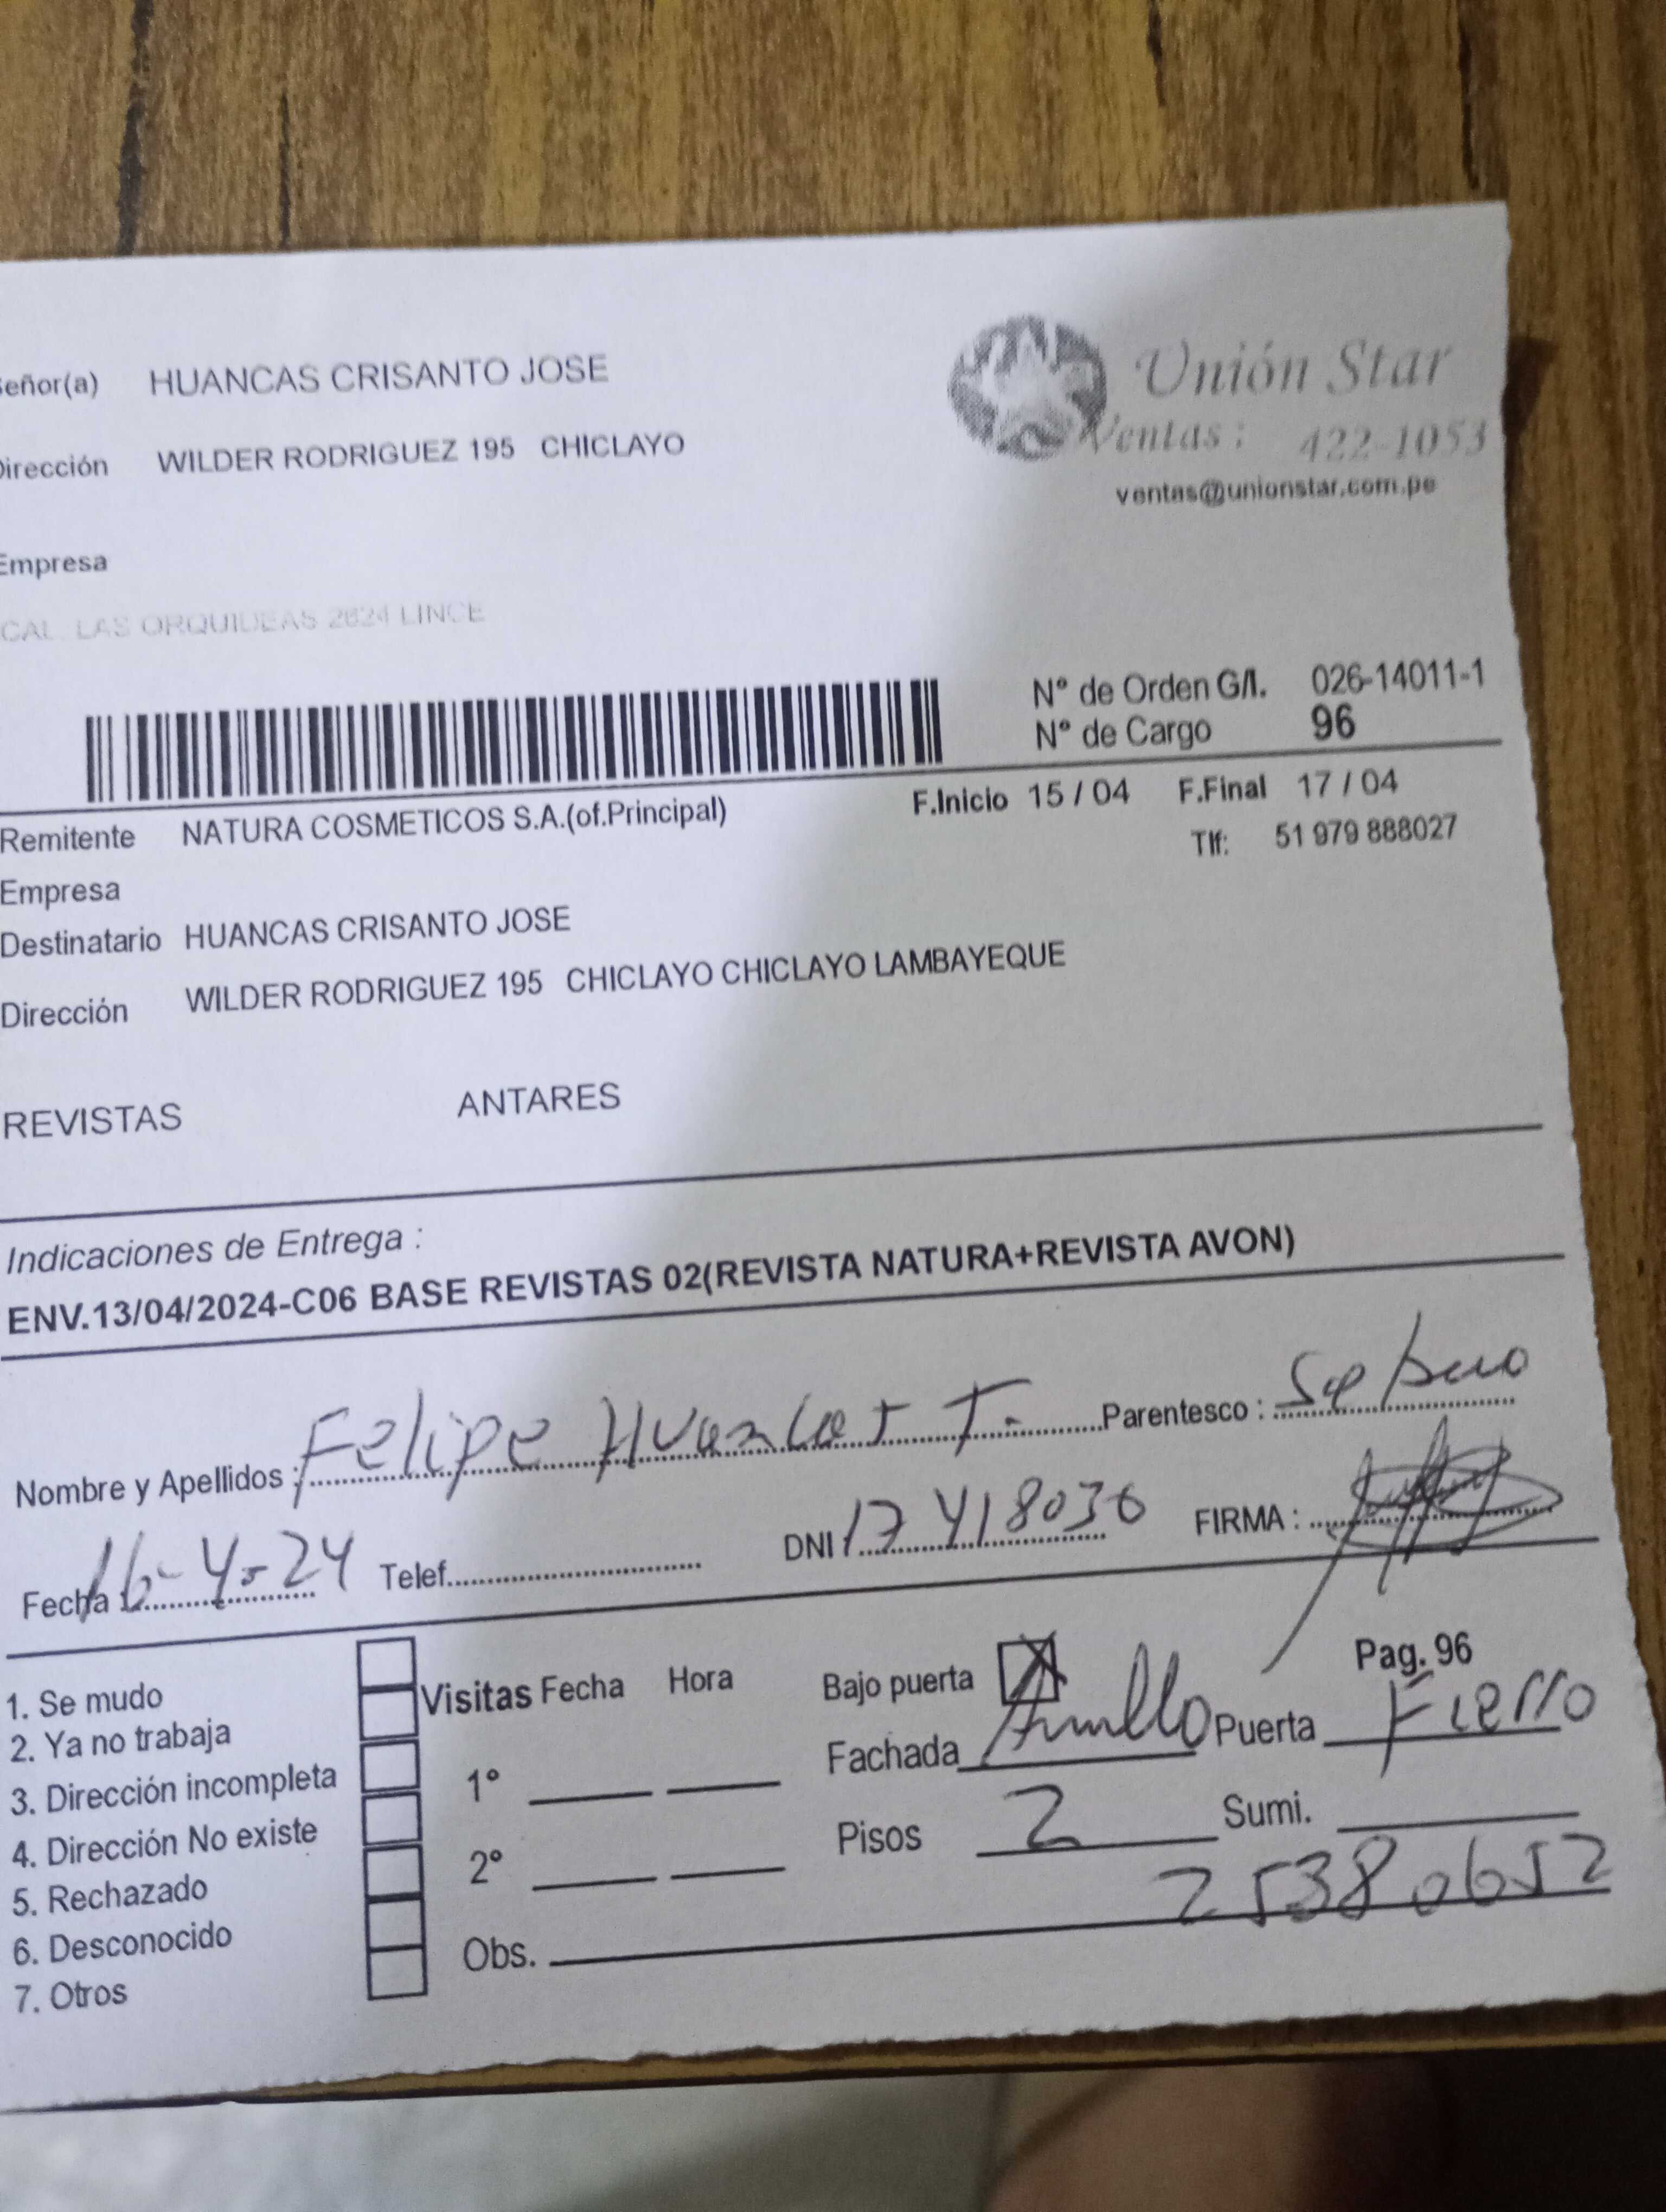 eñor(a) HUANCAS CRISANTO JOSE
Unión Star
Dirección WILDER RODRIGUEZ 195 CHICLAYO
Ventas : 422-1053
ventas@unionstar.com.pe
Empresa
CAL. LAS ORQUIDEAS 2624 LINCE
N° de Orden G/I. 026-14011-1
N° de Cargo 96
F.Inicio 15 / 04 F.Final 17 / 04
Remitente NATURA COSMETICOS S.A.(of.Principal)
Tlf: 51 979 888027
Empresa
Destinatario HUANCAS CRISANTO JOSE
Dirección WILDER RODRIGUEZ 195 CHICLAYO CHICLAYO LAMBAYEQUE
REVISTAS ANTARES
Indicaciones de Entrega :
ENV.13/04/2024-C06 BASE REVISTAS 02(REVISTA NATURA+REVISTA AVON)
Nombre y Apellidos : Felipe Huancas T. Parentesco :
Fecha : 16-4-24 Telef. DNI 17418036 FIRMA :
Pag. 96
1. Se mudo
2. Ya no trabaja
3. Dirección incompleta
4. Dirección No existe
5. Rechazado
6. Desconocido
7. Otros
Visitas Fecha Hora
1°
2°
Obs.
Bajo puerta X
Fachada Puerta Fierro
Pisos 2 Sumi.
25380652